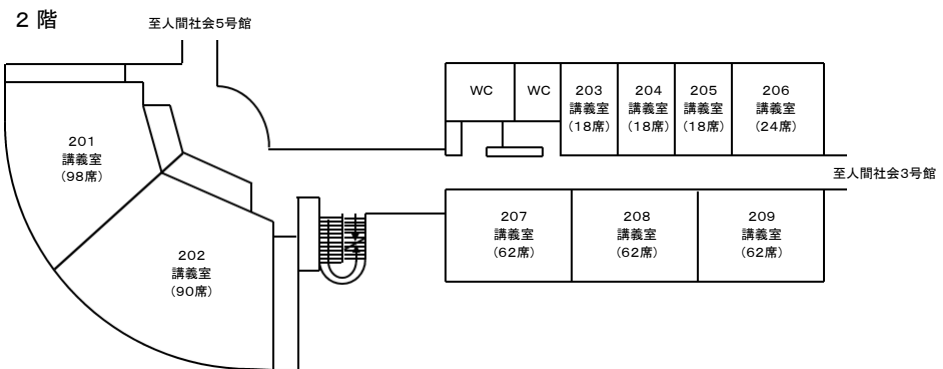 2 階
至人間社会5号館
WC
WC
203
講義室
(18席)
204
講義室
(18席)
205
講義室
(18席)
206
講義室
(24席)
201
講義室
(98席)
至人間社会3号館
207
講義室
(62席)
208
講義室
(62席)
209
講義室
(62席)
202
講義室
(90席)